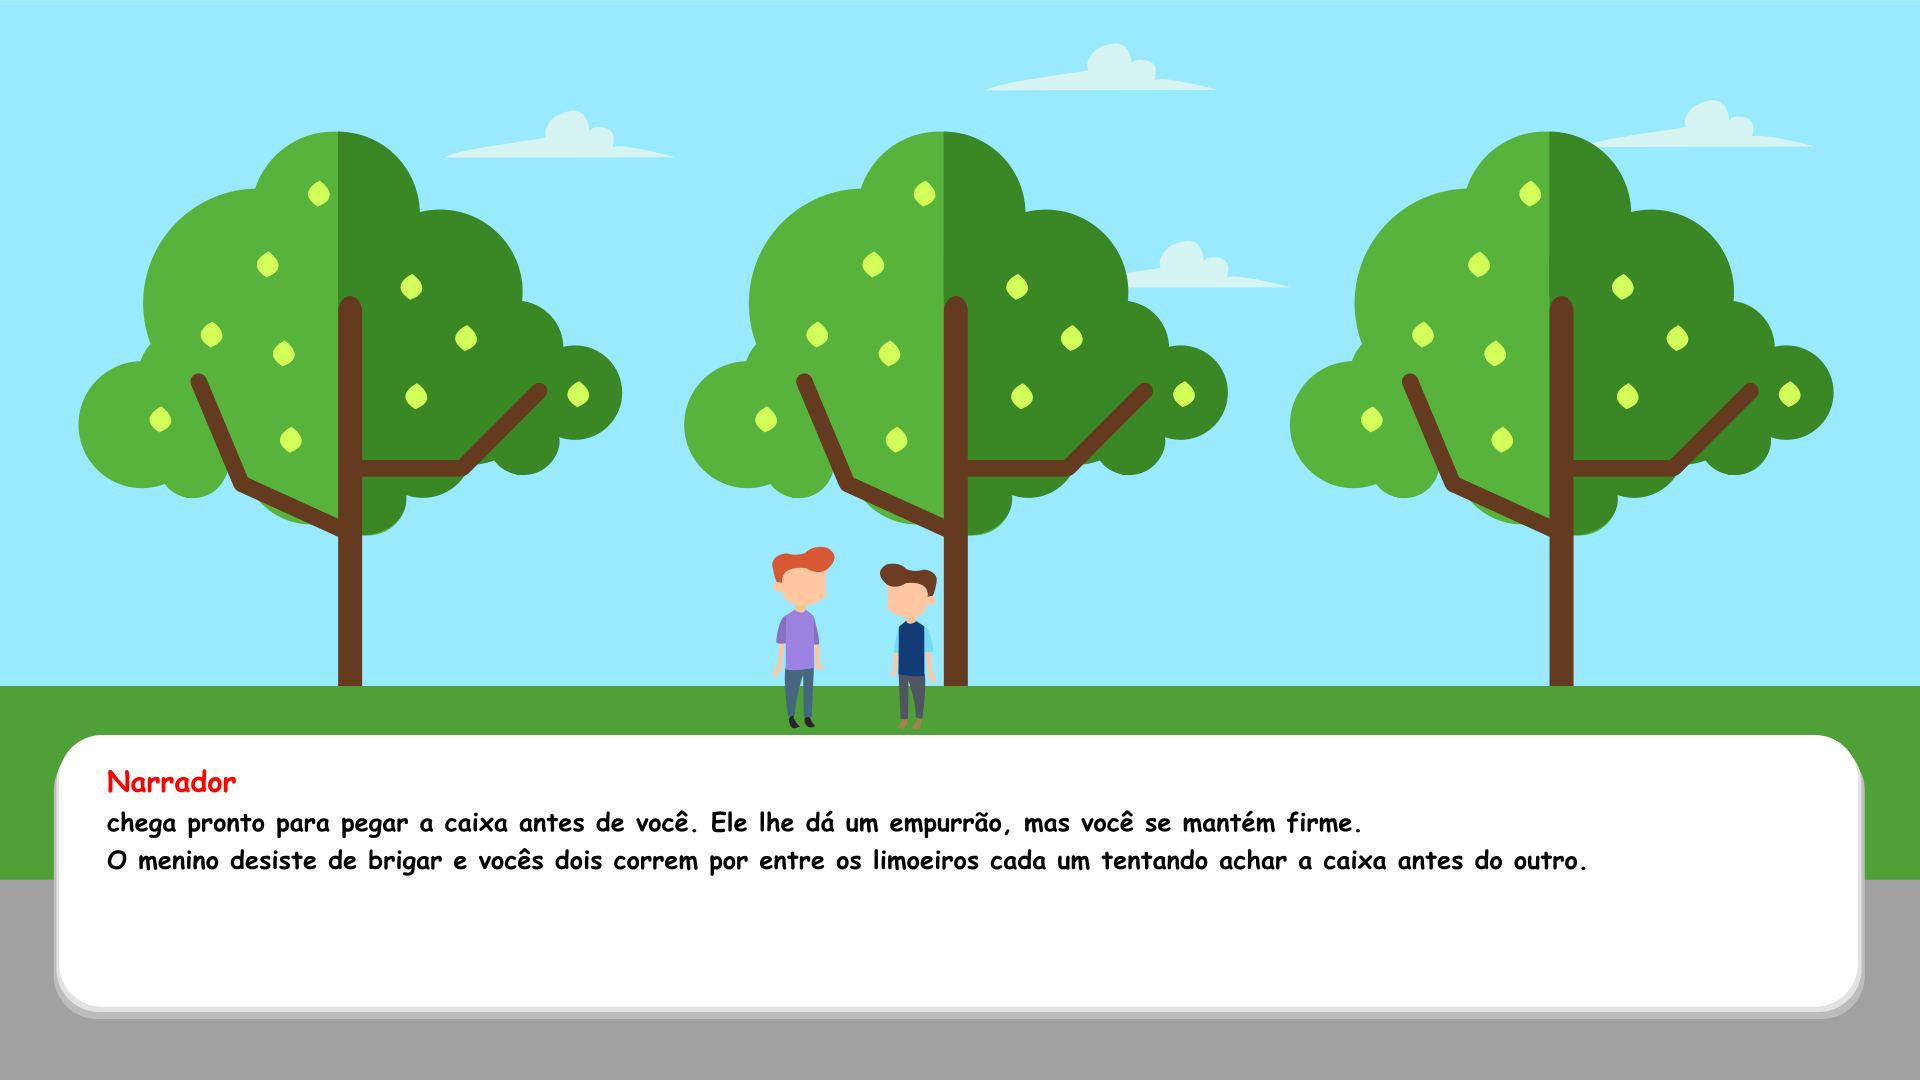 Narrador
chega pronto para pegar a caixa antes de você. Ele lhe dá um empurrão, mas você se mantém firme.
O menino desiste de brigar e vocês dois correm por entre os limoeiros cada um tentando achar a caixa antes do outro.